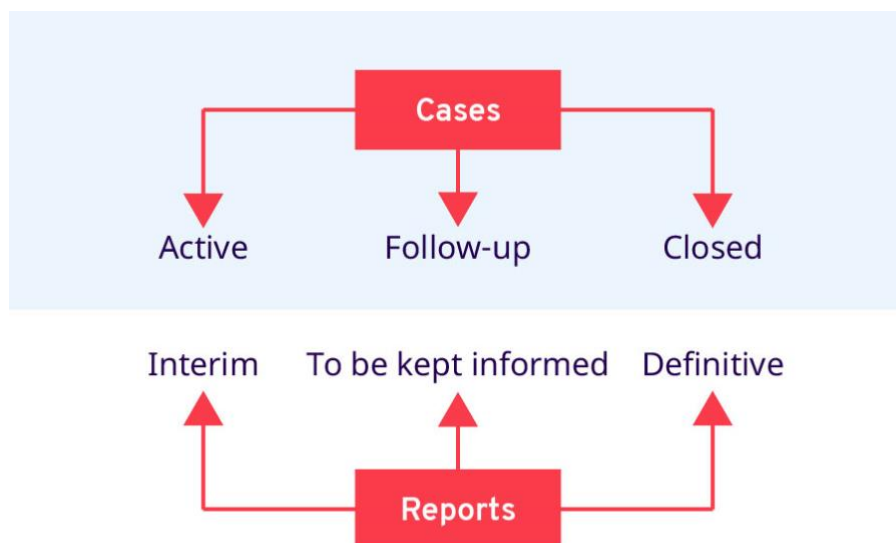 Cases
Active Follow-up Closed
Interim To be kept informed Definitive
Reports